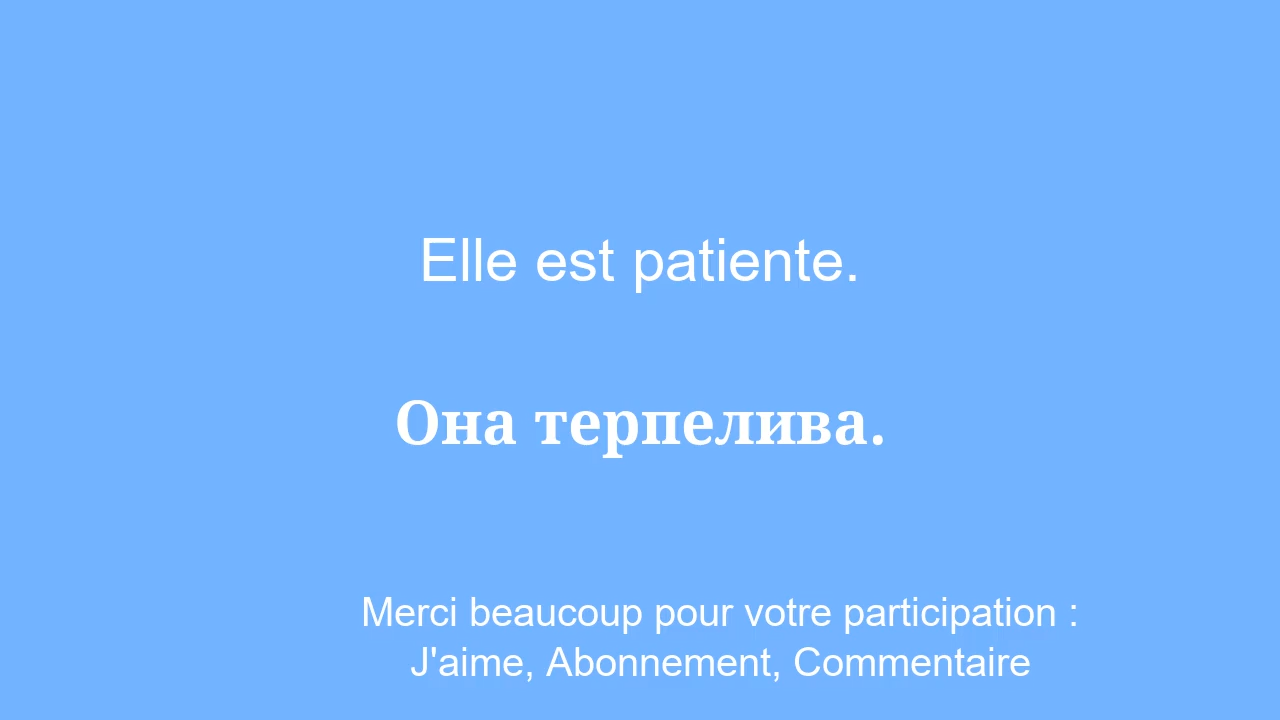 Elle est patiente.
Она терпелива.
Merci beaucoup pour votre participation :
J'aime, Abonnement, Commentaire